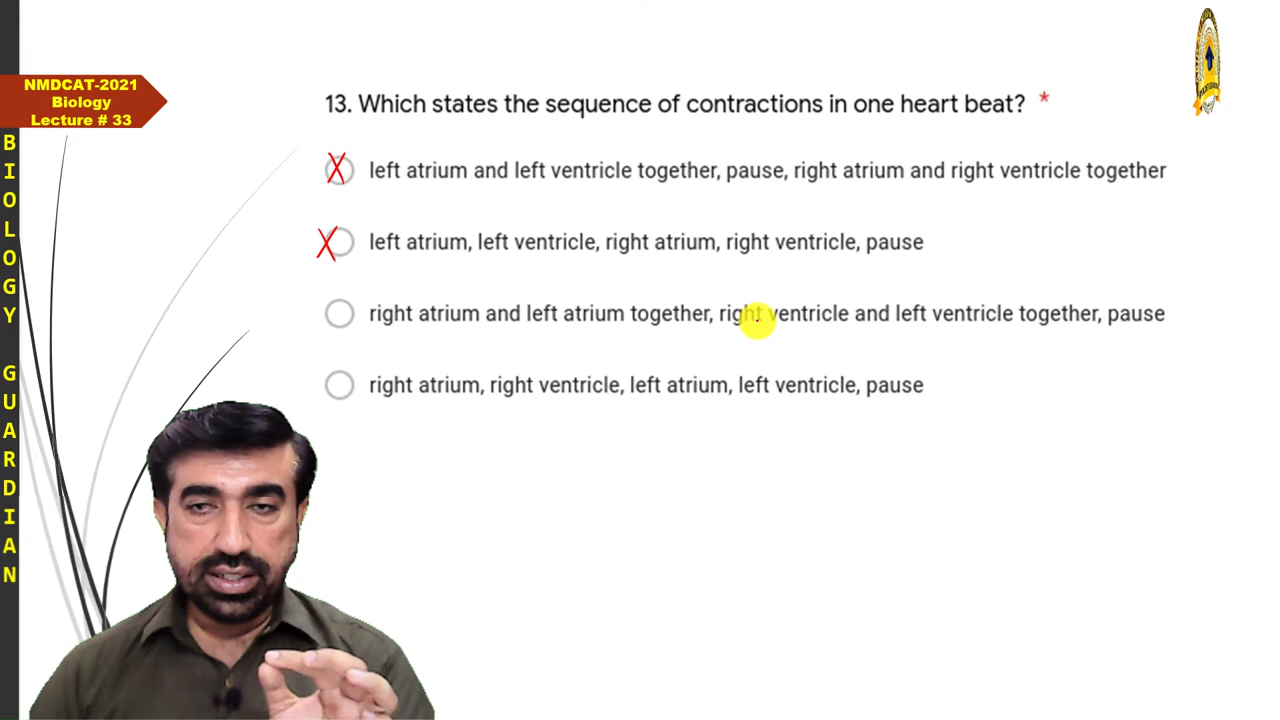 NMDCAT-2021
Biology
Lecture # 33
B
I
O
L
O
G
Y
G
U
A
R
D
I
A
N
13. Which states the sequence of contractions in one heart beat? *
left atrium and left ventricle together, pause, right atrium and right ventricle together
left atrium, left ventricle, right atrium, right ventricle, pause
right atrium and left atrium together, right ventricle and left ventricle together, pause
right atrium, right ventricle, left atrium, left ventricle, pause